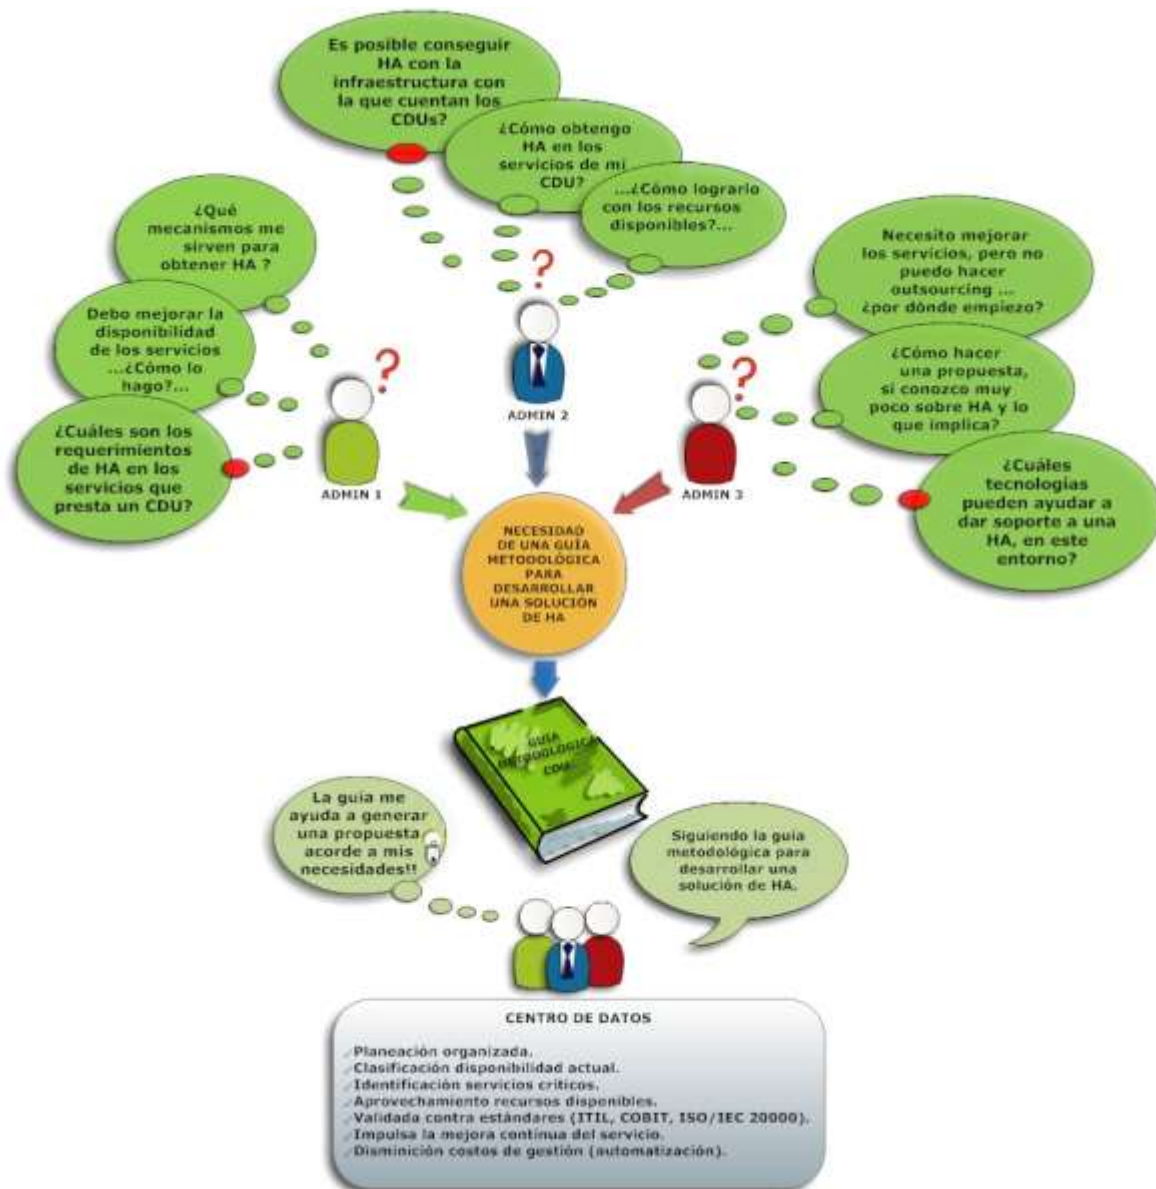 Es posible conseguir
HA con la
infraestructura con
la que cuentan los
CDUs?
¿Cómo obtengo
HA en los
servicios de mi
CDU?
...¿Cómo lograrlo
con los recursos
disponibles?...
¿Qué
mecanismos me
sirven para
obtener HA ?
Debo mejorar la
disponibilidad
de los servicios
...¿Cómo lo
hago?...
¿Cuáles son los
requerimientos
de HA en los
servicios que
presta un CDU?
Necesito mejorar
los servicios, pero no
puedo hacer
outsourcing ...
¿por dónde empiezo?
¿Cómo hacer
una propuesta,
si conozco muy
poco sobre HA y lo
que implica?
¿Cuáles
tecnologías
pueden ayudar a
dar soporte a una
HA, en este
entorno?
?
?
?
ADMIN 1
ADMIN 2
ADMIN 3
NECESIDAD
DE UNA GUÍA
METODOLÓGICA
PARA
DESARROLLAR
UNA SOLUCIÓN
DE HA
GUÍA
METODOLÓGICA
CDU.
La guía me
ayuda a generar
una propuesta
acorde a mis
necesidades!!
Siguiendo la guía
metodológica para
desarrollar una
solución de HA.
CENTRO DE DATOS
Planeación organizada.
Clasificación disponibilidad actual.
Identificación servicios críticos.
Aprovechamiento recursos disponibles.
Validada contra estándares (ITIL, COBIT, ISO/IEC 20000).
Impulsa la mejora continua del servicio.
Disminición costos de gestión (automatización).